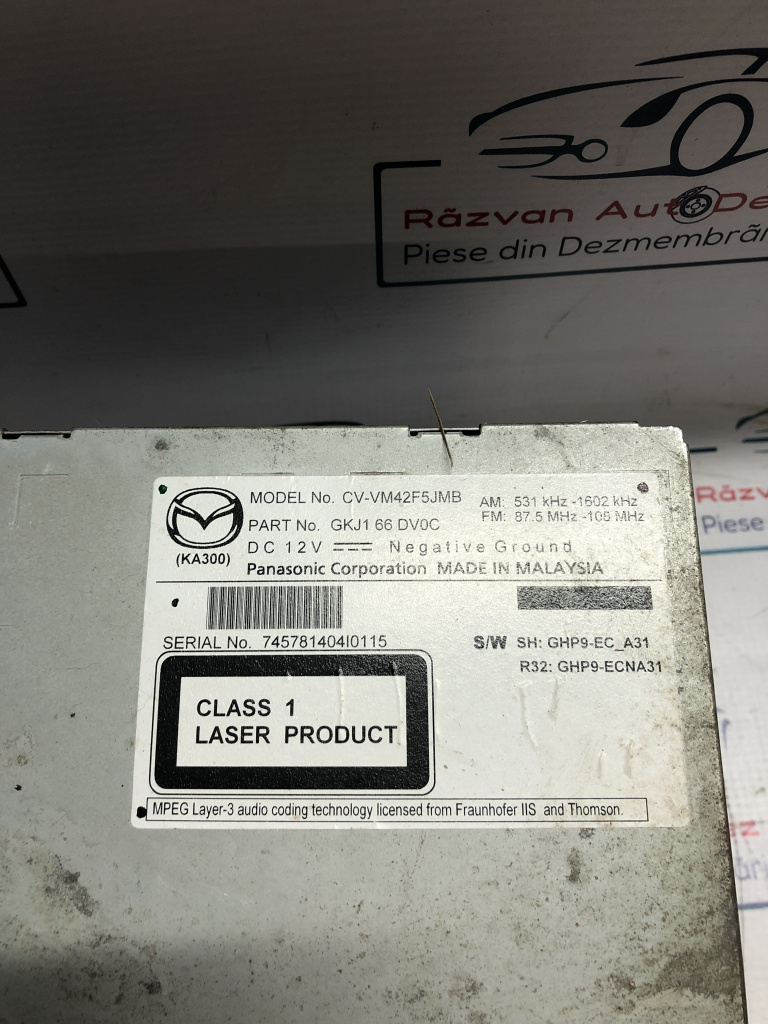 Răzvan Auto De
Piese din Dezmembrăr
MODEL No. CV-VM42F5JMB
AM: 531 kHz -1602 kHz
PART No. GKJ1 66 DV0C
FM: 87.5 MHz -108 MHz
(KA300)
DC 12V Negative Ground
Panasonic Corporation MADE IN MALAYSIA
SERIAL No. 745781404I0115
S/W SH: GHP9-EC_A31
R32: GHP9-ECNA31
CLASS 1
LASER PRODUCT
MPEG Layer-3 audio coding technology licensed from Fraunhofer IIS and Thomson.
Răzv
Piese